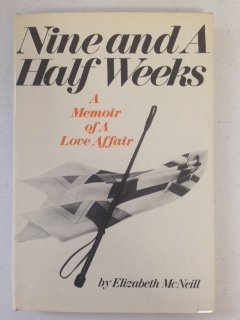 Nine and A
Half Weeks
A
Memoir
of A
Love Affair
by Elizabeth McNeill